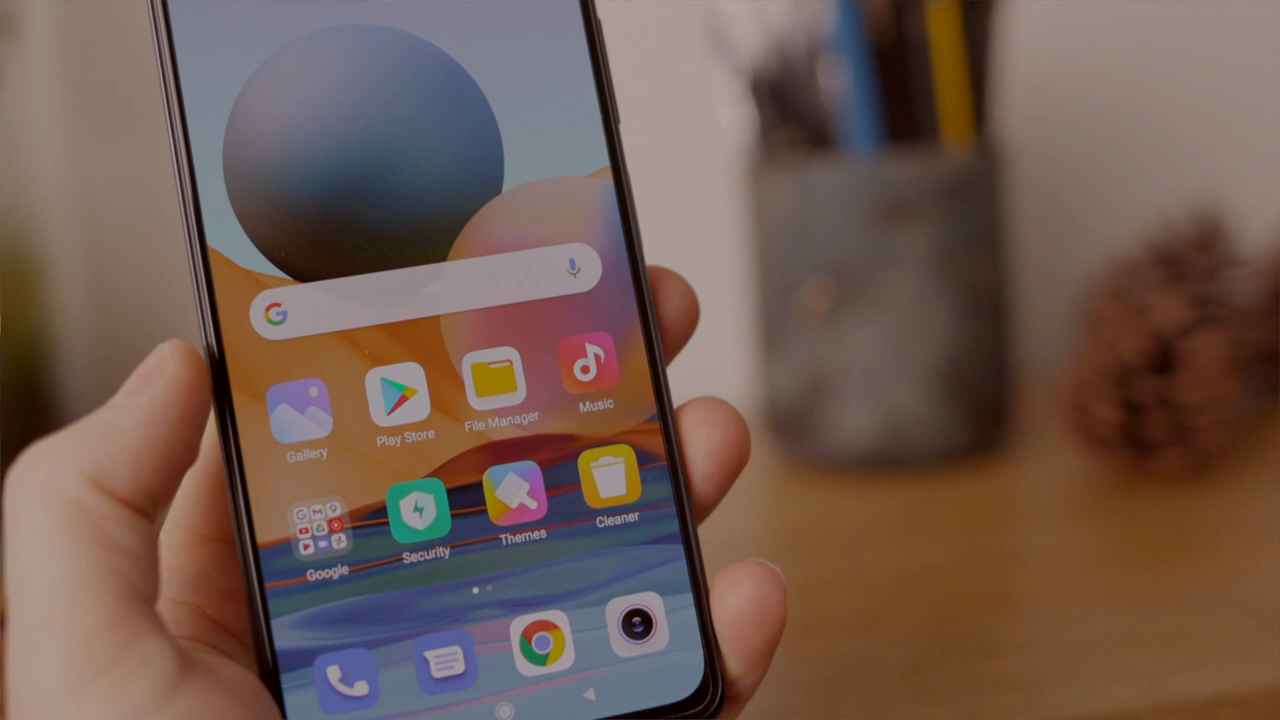 G
Gallery
Play Store
File Manager
Music
Google
Security
Themes
Cleaner